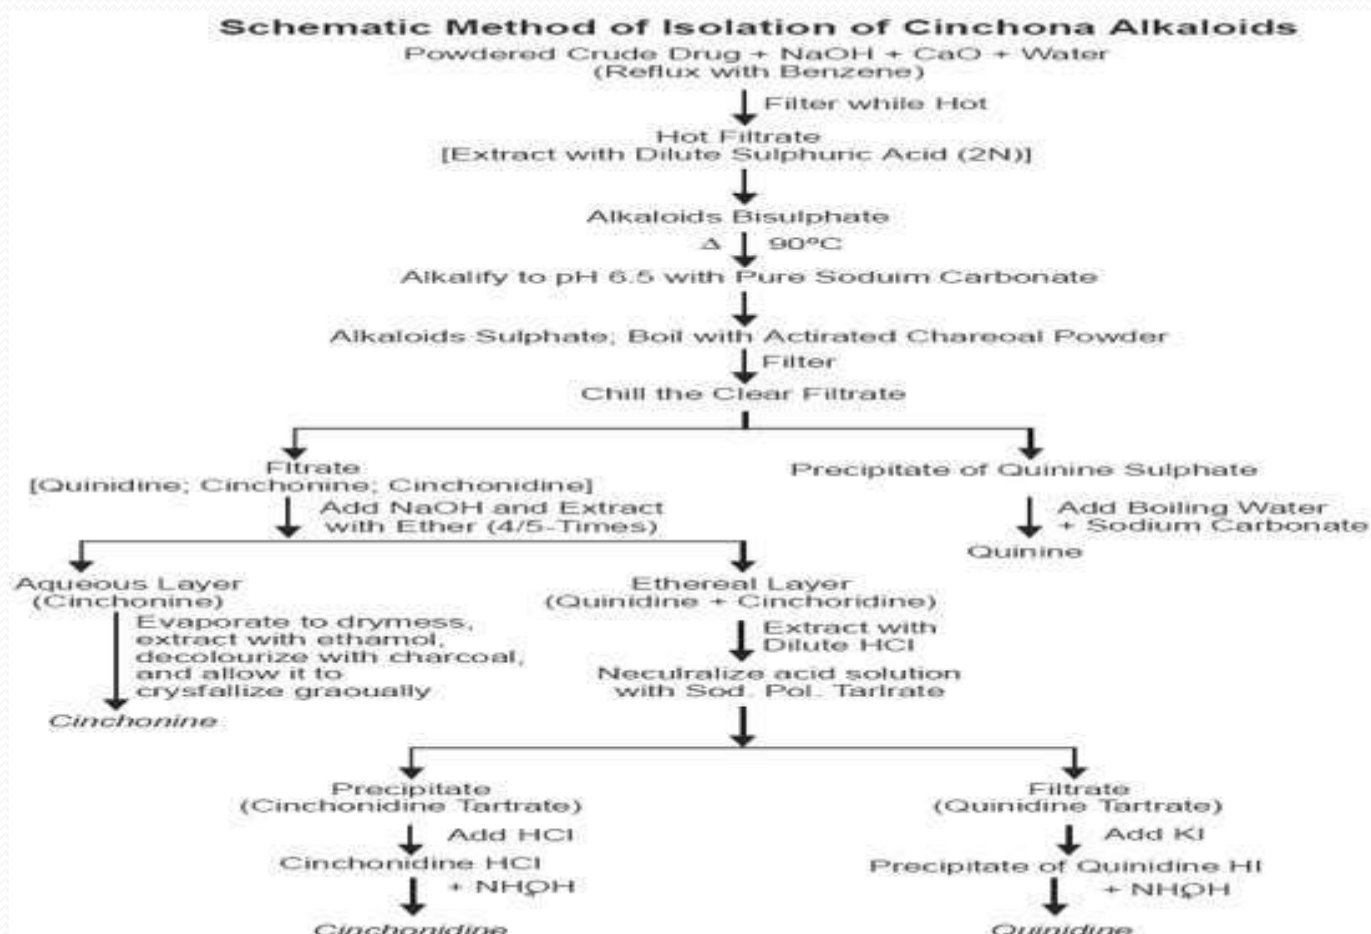 Schematic Method of Isolation of Cinchona Alkaloids
Powdered Crude Drug + NaOH + CaO + Water
(Reflux with Benzene)
Filter while Hot
Hot Filtrate
[Extract with Dilute Sulphuric Acid (2N)]
Alkaloids Bisulphate
Δ 90ºC
Alkalify to pH 6.5 with Pure Soduim Carbonate
Alkaloids Sulphate; Boil with Actirated Chareoal Powder
Filter
Chill the Clear Filtrate
Fltrate
[Quinidine; Cinchonine; Cinchonidine]
Precipitate of Quinine Sulphate
Add NaOH and Extract
with Ether (4/5-Times)
Add Boiling Water
+ Sodium Carbonate
Quinine
Aqueous Layer
(Cinchonine)
Ethereal Layer
(Quinidine + Cinchoridine)
Evaporate to drymess,
extract with ethamol,
decolourize with charcoal,
and allow it to
crysfallize graoually
Cinchonine
Extract with
Dilute HCl
Neculralize acid solution
with Sod. Pol. Tarlrate
Precipitate
(Cinchonidine Tartrate)
Filtrate
(Quinidine Tartrate)
Add HCl
Add KI
Cinchonidine HCl
Precipitate of Quinidine HI
+ NH4OH
+ NH4OH
Cinchonidine
Quinidine